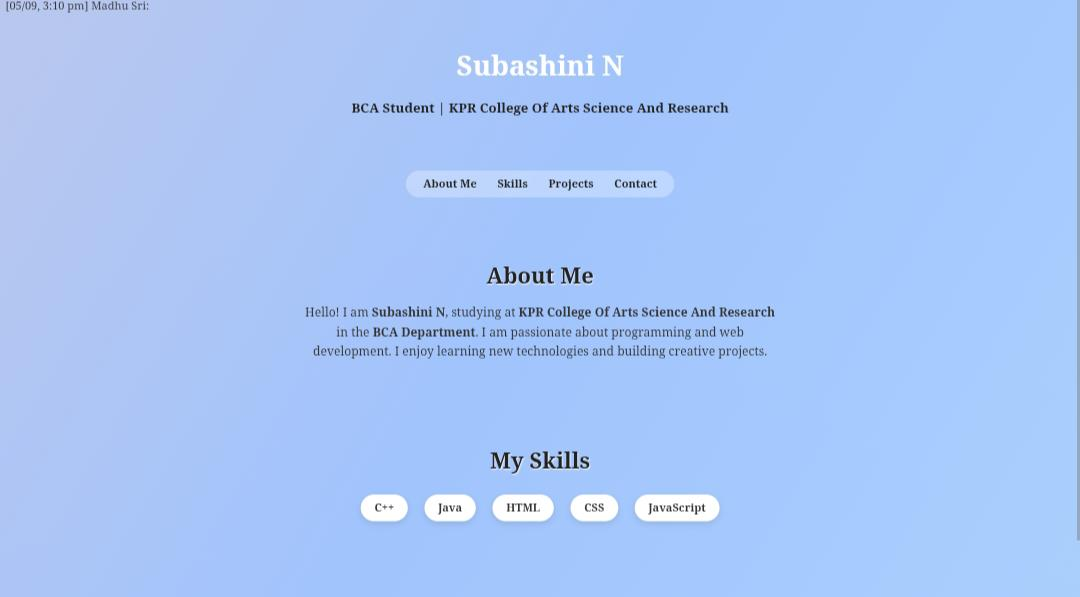 [05/09, 3:10 pm] Madhu Sri:
Subashini N
BCA Student | KPR College Of Arts Science And Research
About Me Skills Projects Contact
About Me
Hello! I am Subashini N, studying at KPR College Of Arts Science And Research
in the BCA Department. I am passionate about programming and web
development. I enjoy learning new technologies and building creative projects.
My Skills
C++ Java HTML CSS JavaScript